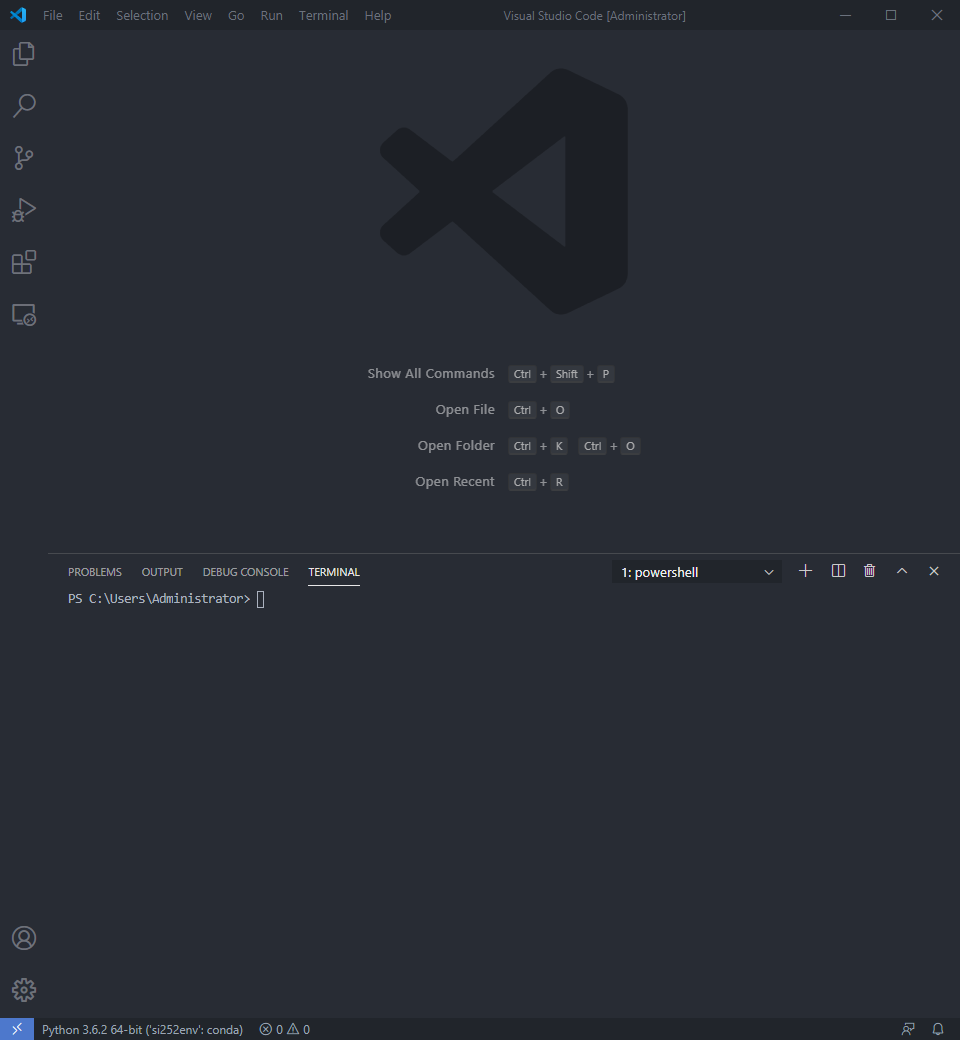 File Edit Selection View Go Run Terminal Help Visual Studio Code [Administrator]
Show All Commands Ctrl + Shift + P
Open File Ctrl + O
Open Folder Ctrl + K Ctrl + O
Open Recent Ctrl + R
PROBLEMS OUTPUT DEBUG CONSOLE TERMINAL 1: powershell
PS C:\Users\Administrator>
Python 3.6.2 64-bit ('si252env': conda) 0 0